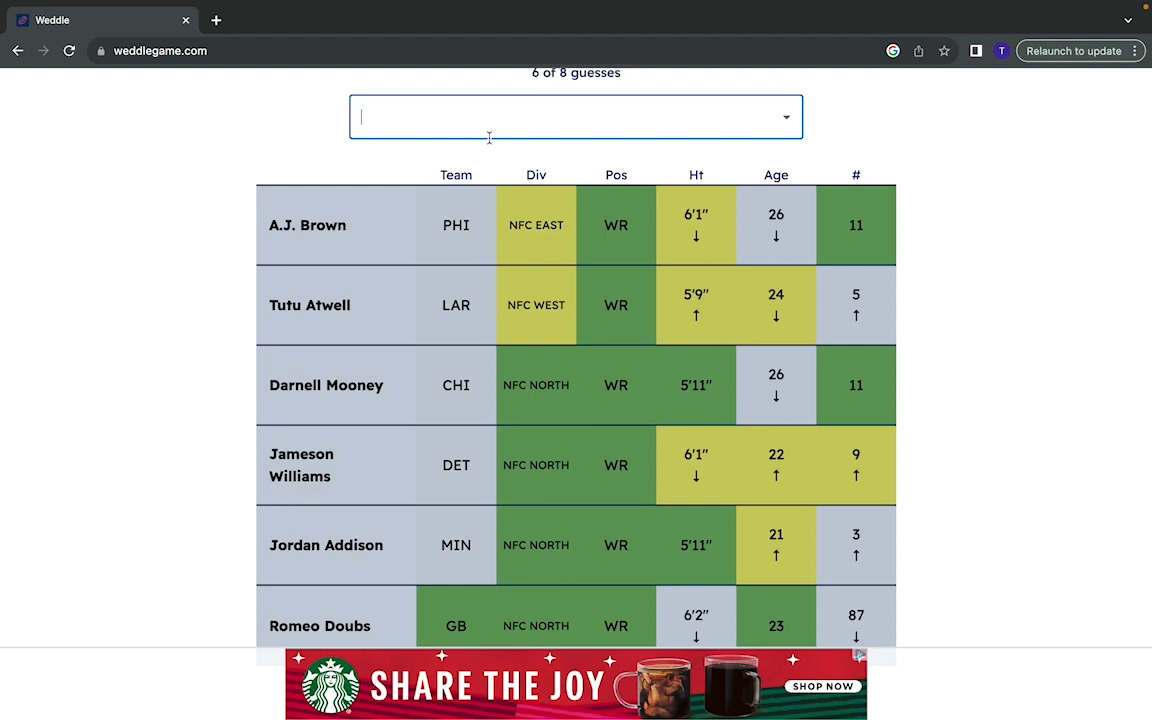 Weddle
weddlegame.com
T
Relaunch to update
6 of 8 guesses
Team Div Pos Ht Age #
A.J. Brown PHI NFC EAST WR 6'1" ↓ 26 ↓ 11
Tutu Atwell LAR NFC WEST WR 5'9" ↑ 24 ↓ 5 ↑
Darnell Mooney CHI NFC NORTH WR 5'11" 26 ↓ 11
Jameson Williams DET NFC NORTH WR 6'1" ↓ 22 ↑ 9 ↑
Jordan Addison MIN NFC NORTH WR 5'11" 21 ↑ 3 ↑
Romeo Doubs GB NFC NORTH WR 6'2" ↓ 23 87 ↓
SHARE THE JOY
SHOP NOW